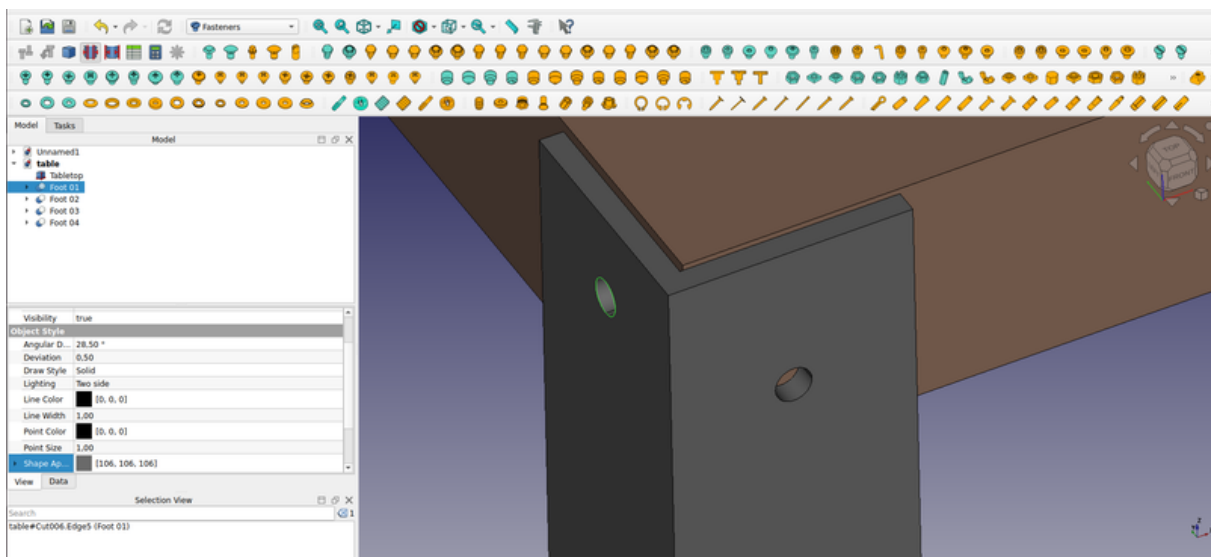 Fasteners
Model
Tasks
Model
Unnamed1
table
Tabletop
Foot 01
Foot 02
Foot 03
Foot 04
Visibility true
Object Style
Angular D... 28,50 °
Deviation 0,50
Draw Style Solid
Lighting Two side
Line Color [0, 0, 0]
Line Width 1,00
Point Color [0, 0, 0]
Point Size 1,00
Shape Ap... [106, 106, 106]
View
Data
Selection View
Search
1
table#Cut006.Edge5 (Foot 01)
TOP
FRONT